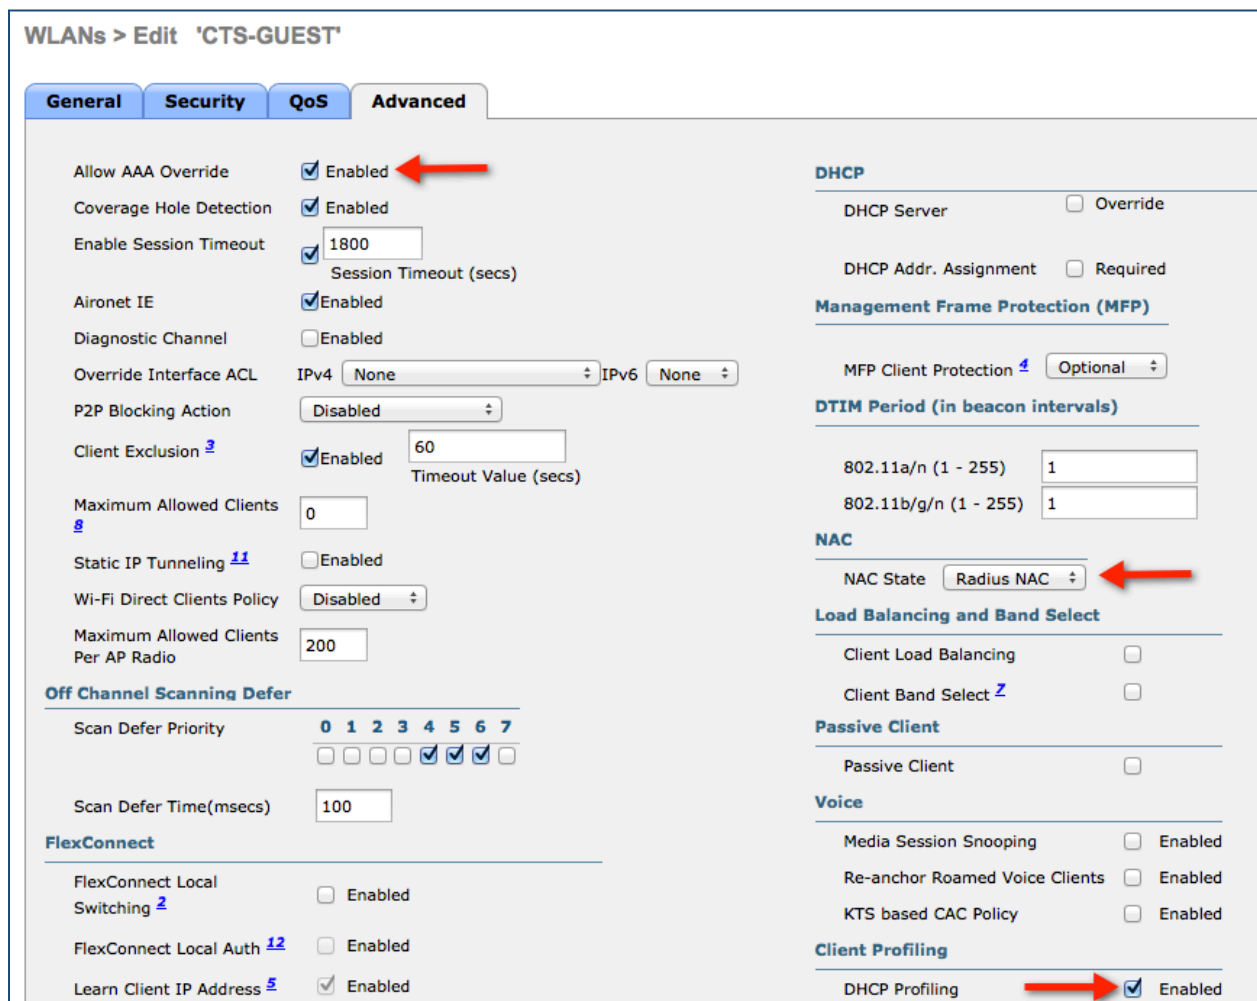 WLANs > Edit 'CTS-GUEST'
General Security QoS Advanced
Allow AAA Override Enabled
Coverage Hole Detection Enabled
Enable Session Timeout 1800
Session Timeout (secs)
Aironet IE Enabled
Diagnostic Channel Enabled
Override Interface ACL IPv4 None IPv6 None
P2P Blocking Action Disabled
Client Exclusion 3 Enabled 60
Timeout Value (secs)
Maximum Allowed Clients
8 0
Static IP Tunneling 11 Enabled
Wi-Fi Direct Clients Policy Disabled
Maximum Allowed Clients
Per AP Radio 200
Off Channel Scanning Defer
Scan Defer Priority 0 1 2 3 4 5 6 7
Scan Defer Time(msecs) 100
FlexConnect
FlexConnect Local
Switching 2 Enabled
FlexConnect Local Auth 12 Enabled
Learn Client IP Address 5 Enabled
DHCP
DHCP Server Override
DHCP Addr. Assignment Required
Management Frame Protection (MFP)
MFP Client Protection 4 Optional
DTIM Period (in beacon intervals)
802.11a/n (1 - 255) 1
802.11b/g/n (1 - 255) 1
NAC
NAC State Radius NAC
Load Balancing and Band Select
Client Load Balancing
Client Band Select 7
Passive Client
Passive Client
Voice
Media Session Snooping Enabled
Re-anchor Roamed Voice Clients Enabled
KTS based CAC Policy Enabled
Client Profiling
DHCP Profiling Enabled